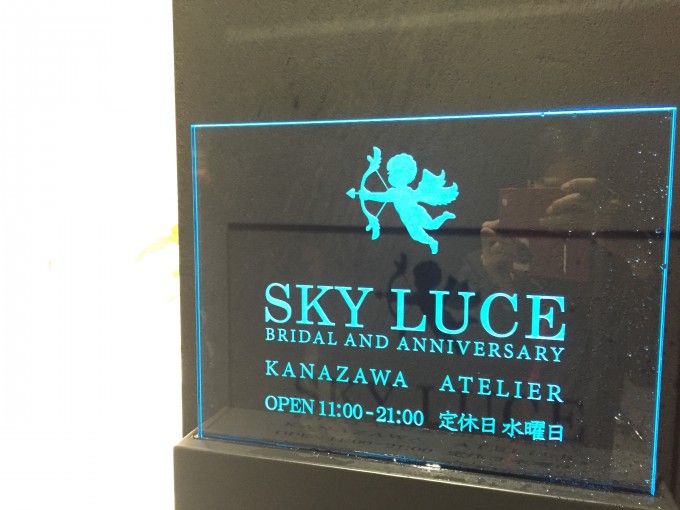 SKY LUCE
BRIDAL AND ANNIVERSARY
KANAZAWA ATELIER
OPEN 11:00-21:00 定休日 水曜日